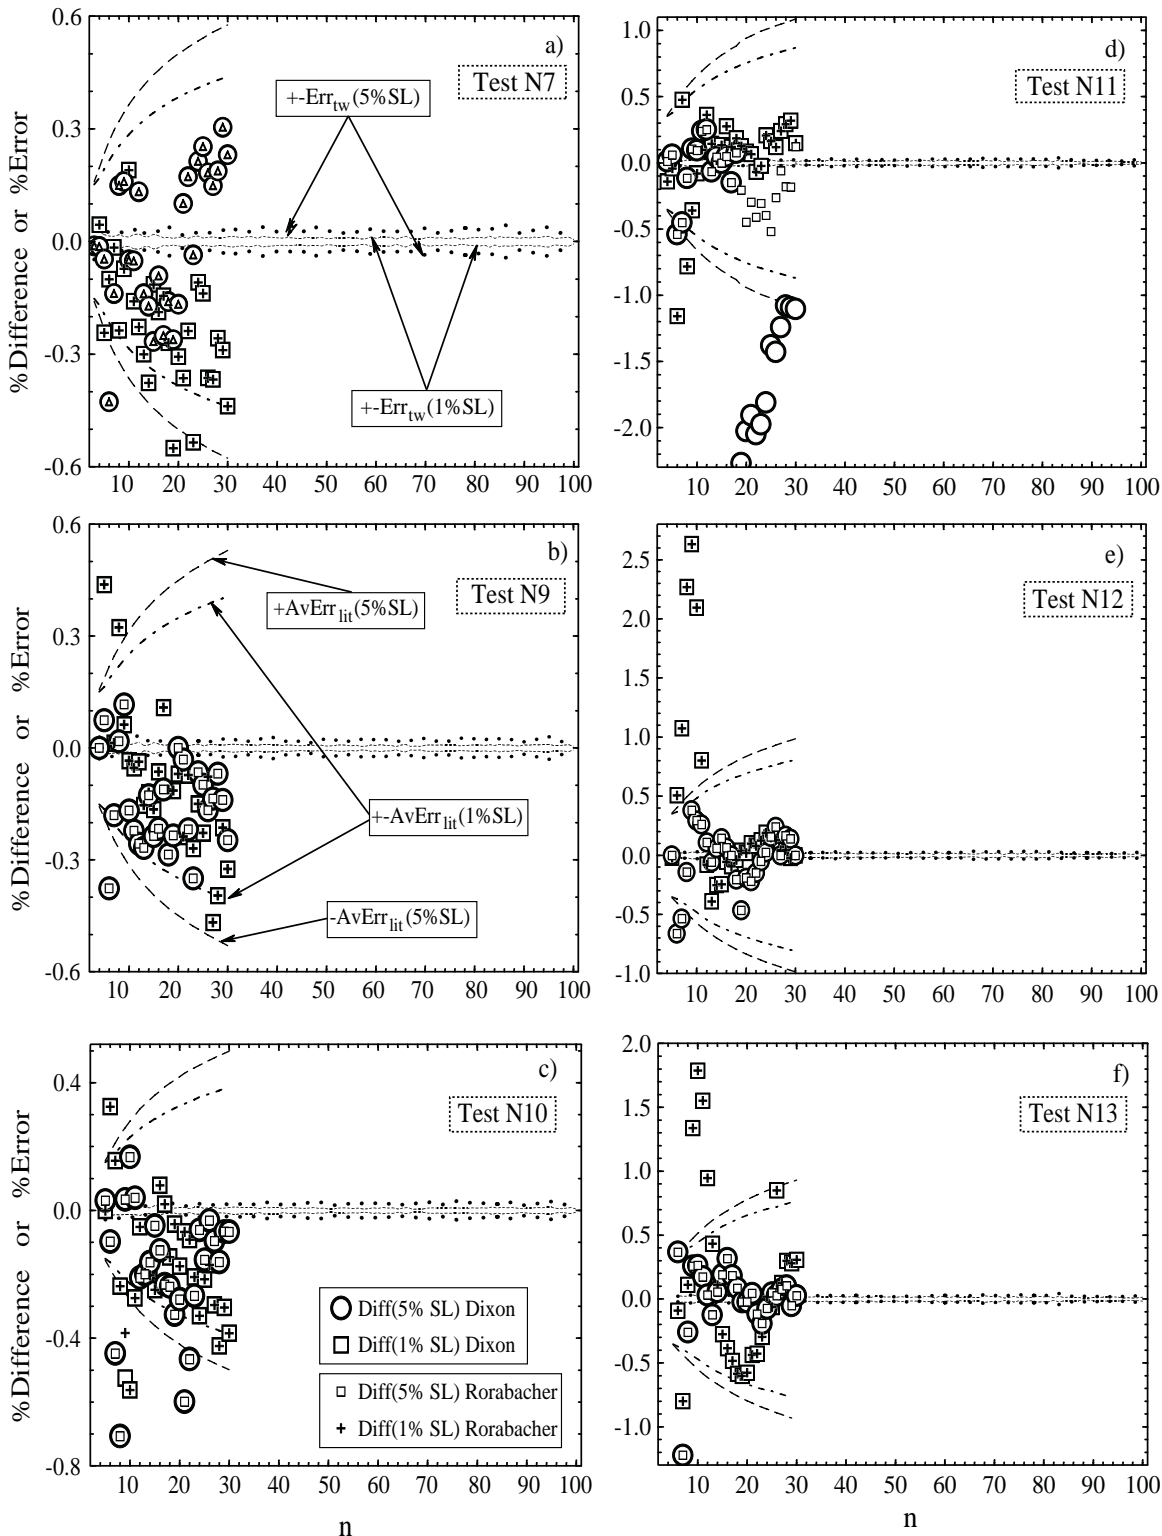 %Difference or %Error
a)
Test N7
+-Err_tw(5%SL)
+-Err_tw(1%SL)
0.6
0.3
0.0
-0.3
-0.6
10 20 30 40 50 60 70 80 90 100
d)
Test N11
1.0
0.5
0.0
-0.5
-1.0
-1.5
-2.0
10 20 30 40 50 60 70 80 90 100
%Difference or %Error
b)
Test N9
+AvErr_lit(5%SL)
+-AvErr_lit(1%SL)
-AvErr_lit(5%SL)
0.6
0.3
0.0
-0.3
-0.6
10 20 30 40 50 60 70 80 90 100
e)
Test N12
2.5
2.0
1.5
1.0
0.5
0.0
-0.5
-1.0
10 20 30 40 50 60 70 80 90 100
%Difference or %Error
c)
Test N10
0.4
0.0
-0.4
-0.8
Diff(5% SL) Dixon
Diff(1% SL) Dixon
Diff(5% SL) Rorabacher
Diff(1% SL) Rorabacher
10 20 30 40 50 60 70 80 90 100
n
f)
Test N13
2.0
1.5
1.0
0.5
0.0
-0.5
-1.0
10 20 30 40 50 60 70 80 90 100
n